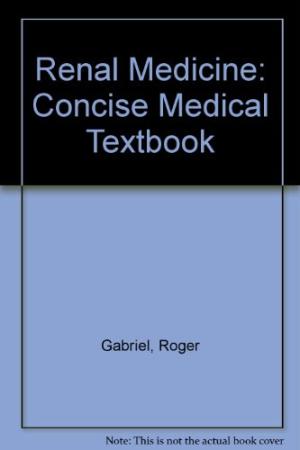 Renal Medicine:
Concise Medical
Textbook
Gabriel, Roger
Note: This is not the actual book cover